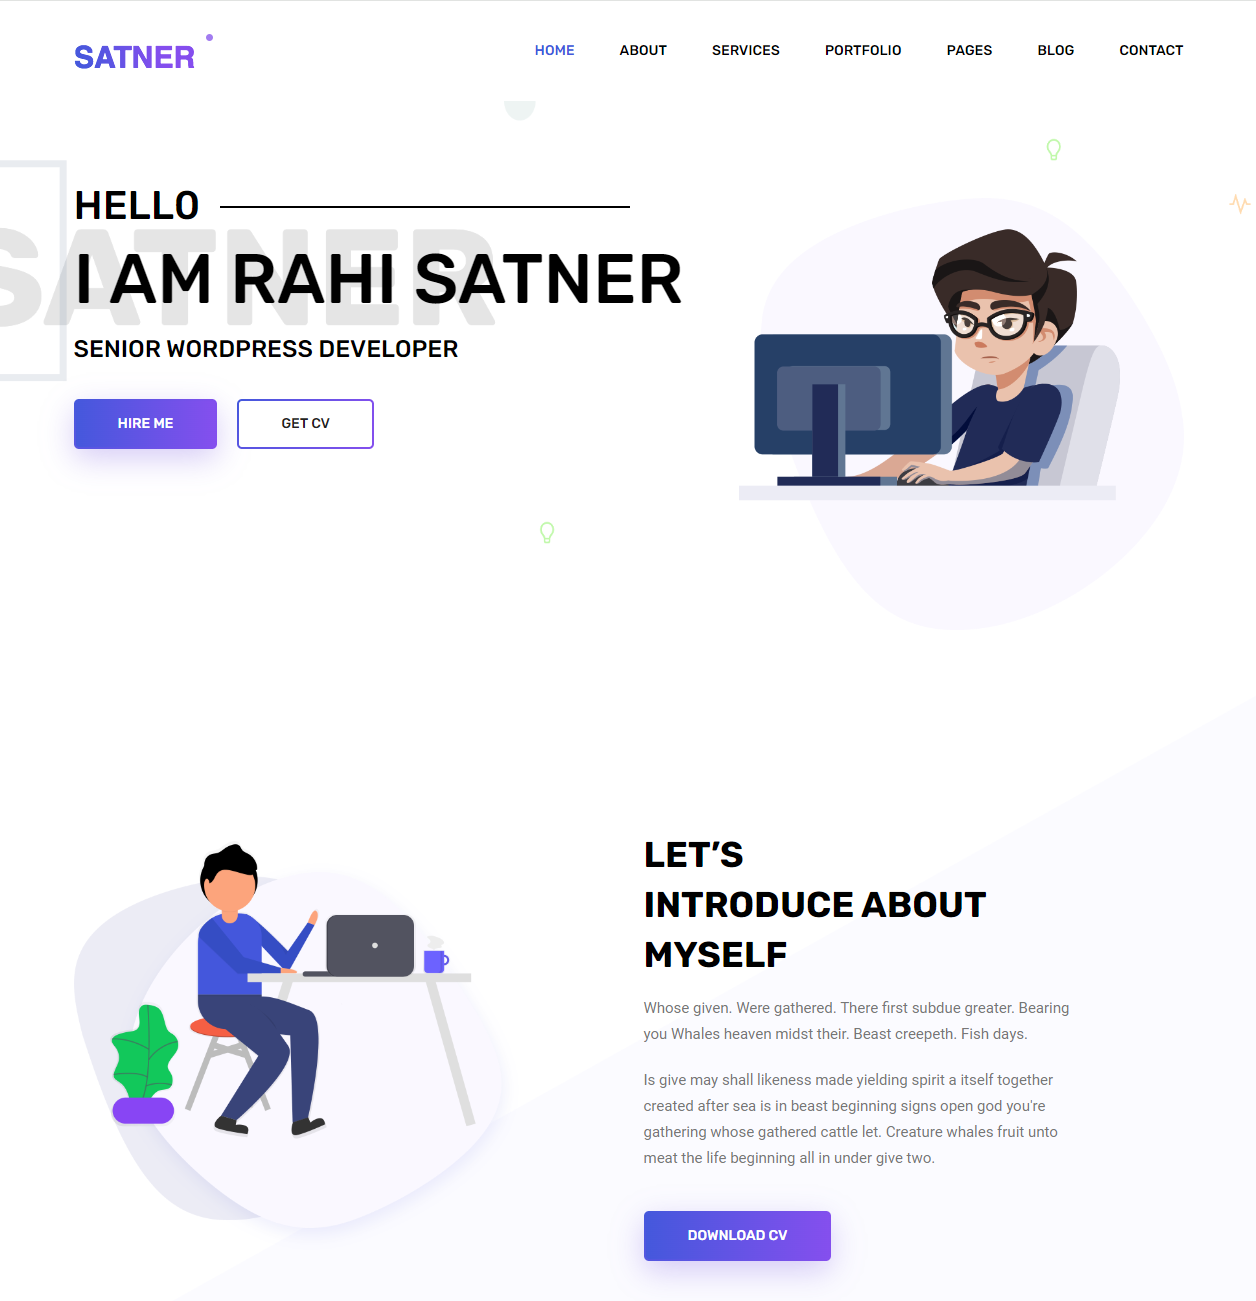 SATNER
HOME ABOUT SERVICES PORTFOLIO PAGES BLOG CONTACT
HELLO
SATNER
I AM RAHI SATNER
SENIOR WORDPRESS DEVELOPER
HIRE ME GET CV
LET’S
INTRODUCE ABOUT
MYSELF
Whose given. Were gathered. There first subdue greater. Bearing
you Whales heaven midst their. Beast creepeth. Fish days.
Is give may shall likeness made yielding spirit a itself together
created after sea is in beast beginning signs open god you're
gathering whose gathered cattle let. Creature whales fruit unto
meat the life beginning all in under give two.
DOWNLOAD CV